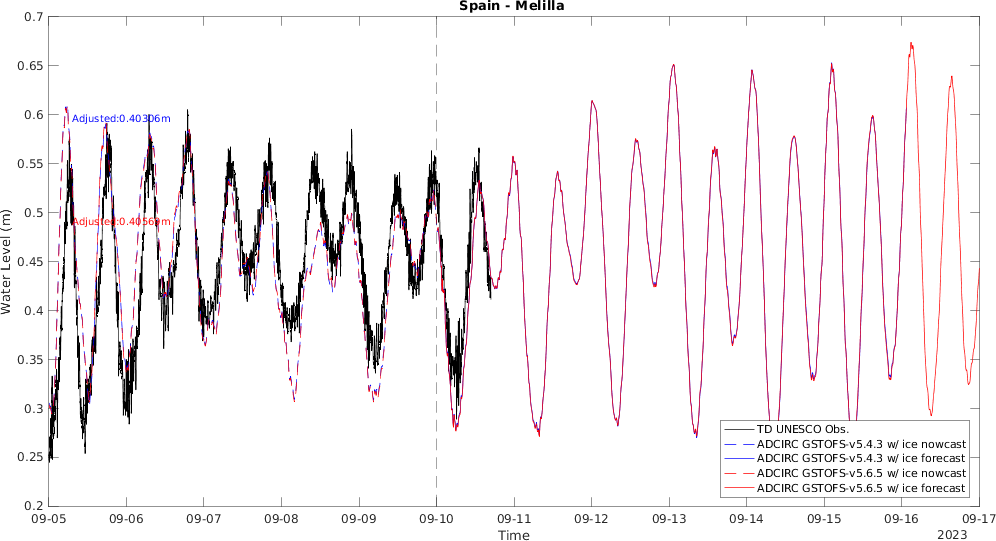 Spain - Melilla
Water Level (m)
0.7
0.65
0.6
0.55
0.5
0.45
0.4
0.35
0.3
0.25
0.2
Adjusted:0.40306m
Adjusted:0.40569m
TD UNESCO Obs.
ADCIRC GSTOFS-v5.4.3 w/ ice nowcast
ADCIRC GSTOFS-v5.4.3 w/ ice forecast
ADCIRC GSTOFS-v5.6.5 w/ ice nowcast
ADCIRC GSTOFS-v5.6.5 w/ ice forecast
09-05 09-06 09-07 09-08 09-09 09-10 09-11 09-12 09-13 09-14 09-15 09-16 09-17
Time
2023